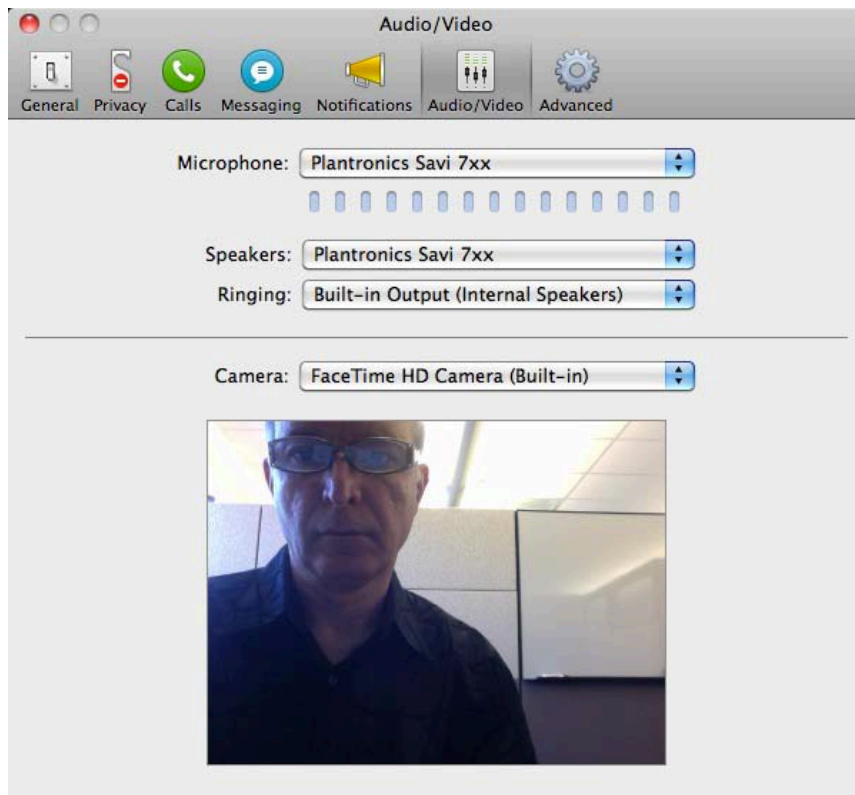 Audio/Video
General Privacy Calls Messaging Notifications Audio/Video Advanced
Microphone: Plantronics Savi 7xx
Speakers: Plantronics Savi 7xx
Ringing: Built-in Output (Internal Speakers)
Camera: FaceTime HD Camera (Built-in)